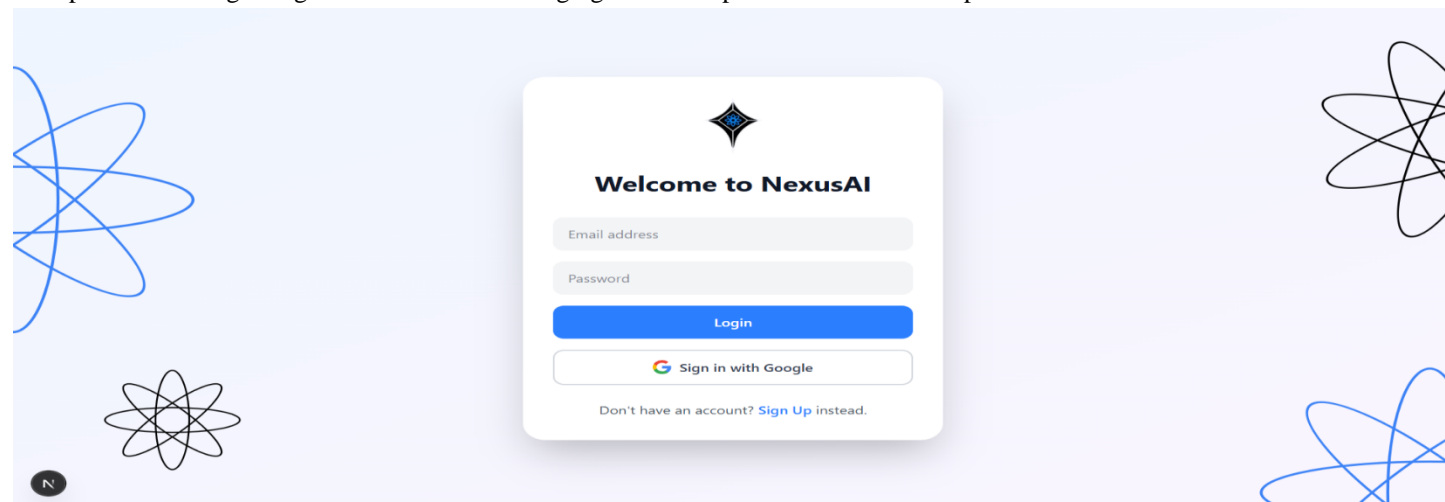 Welcome to NexusAI
Email address
Password
Login
Sign in with Google
Don't have an account? Sign Up instead.
N